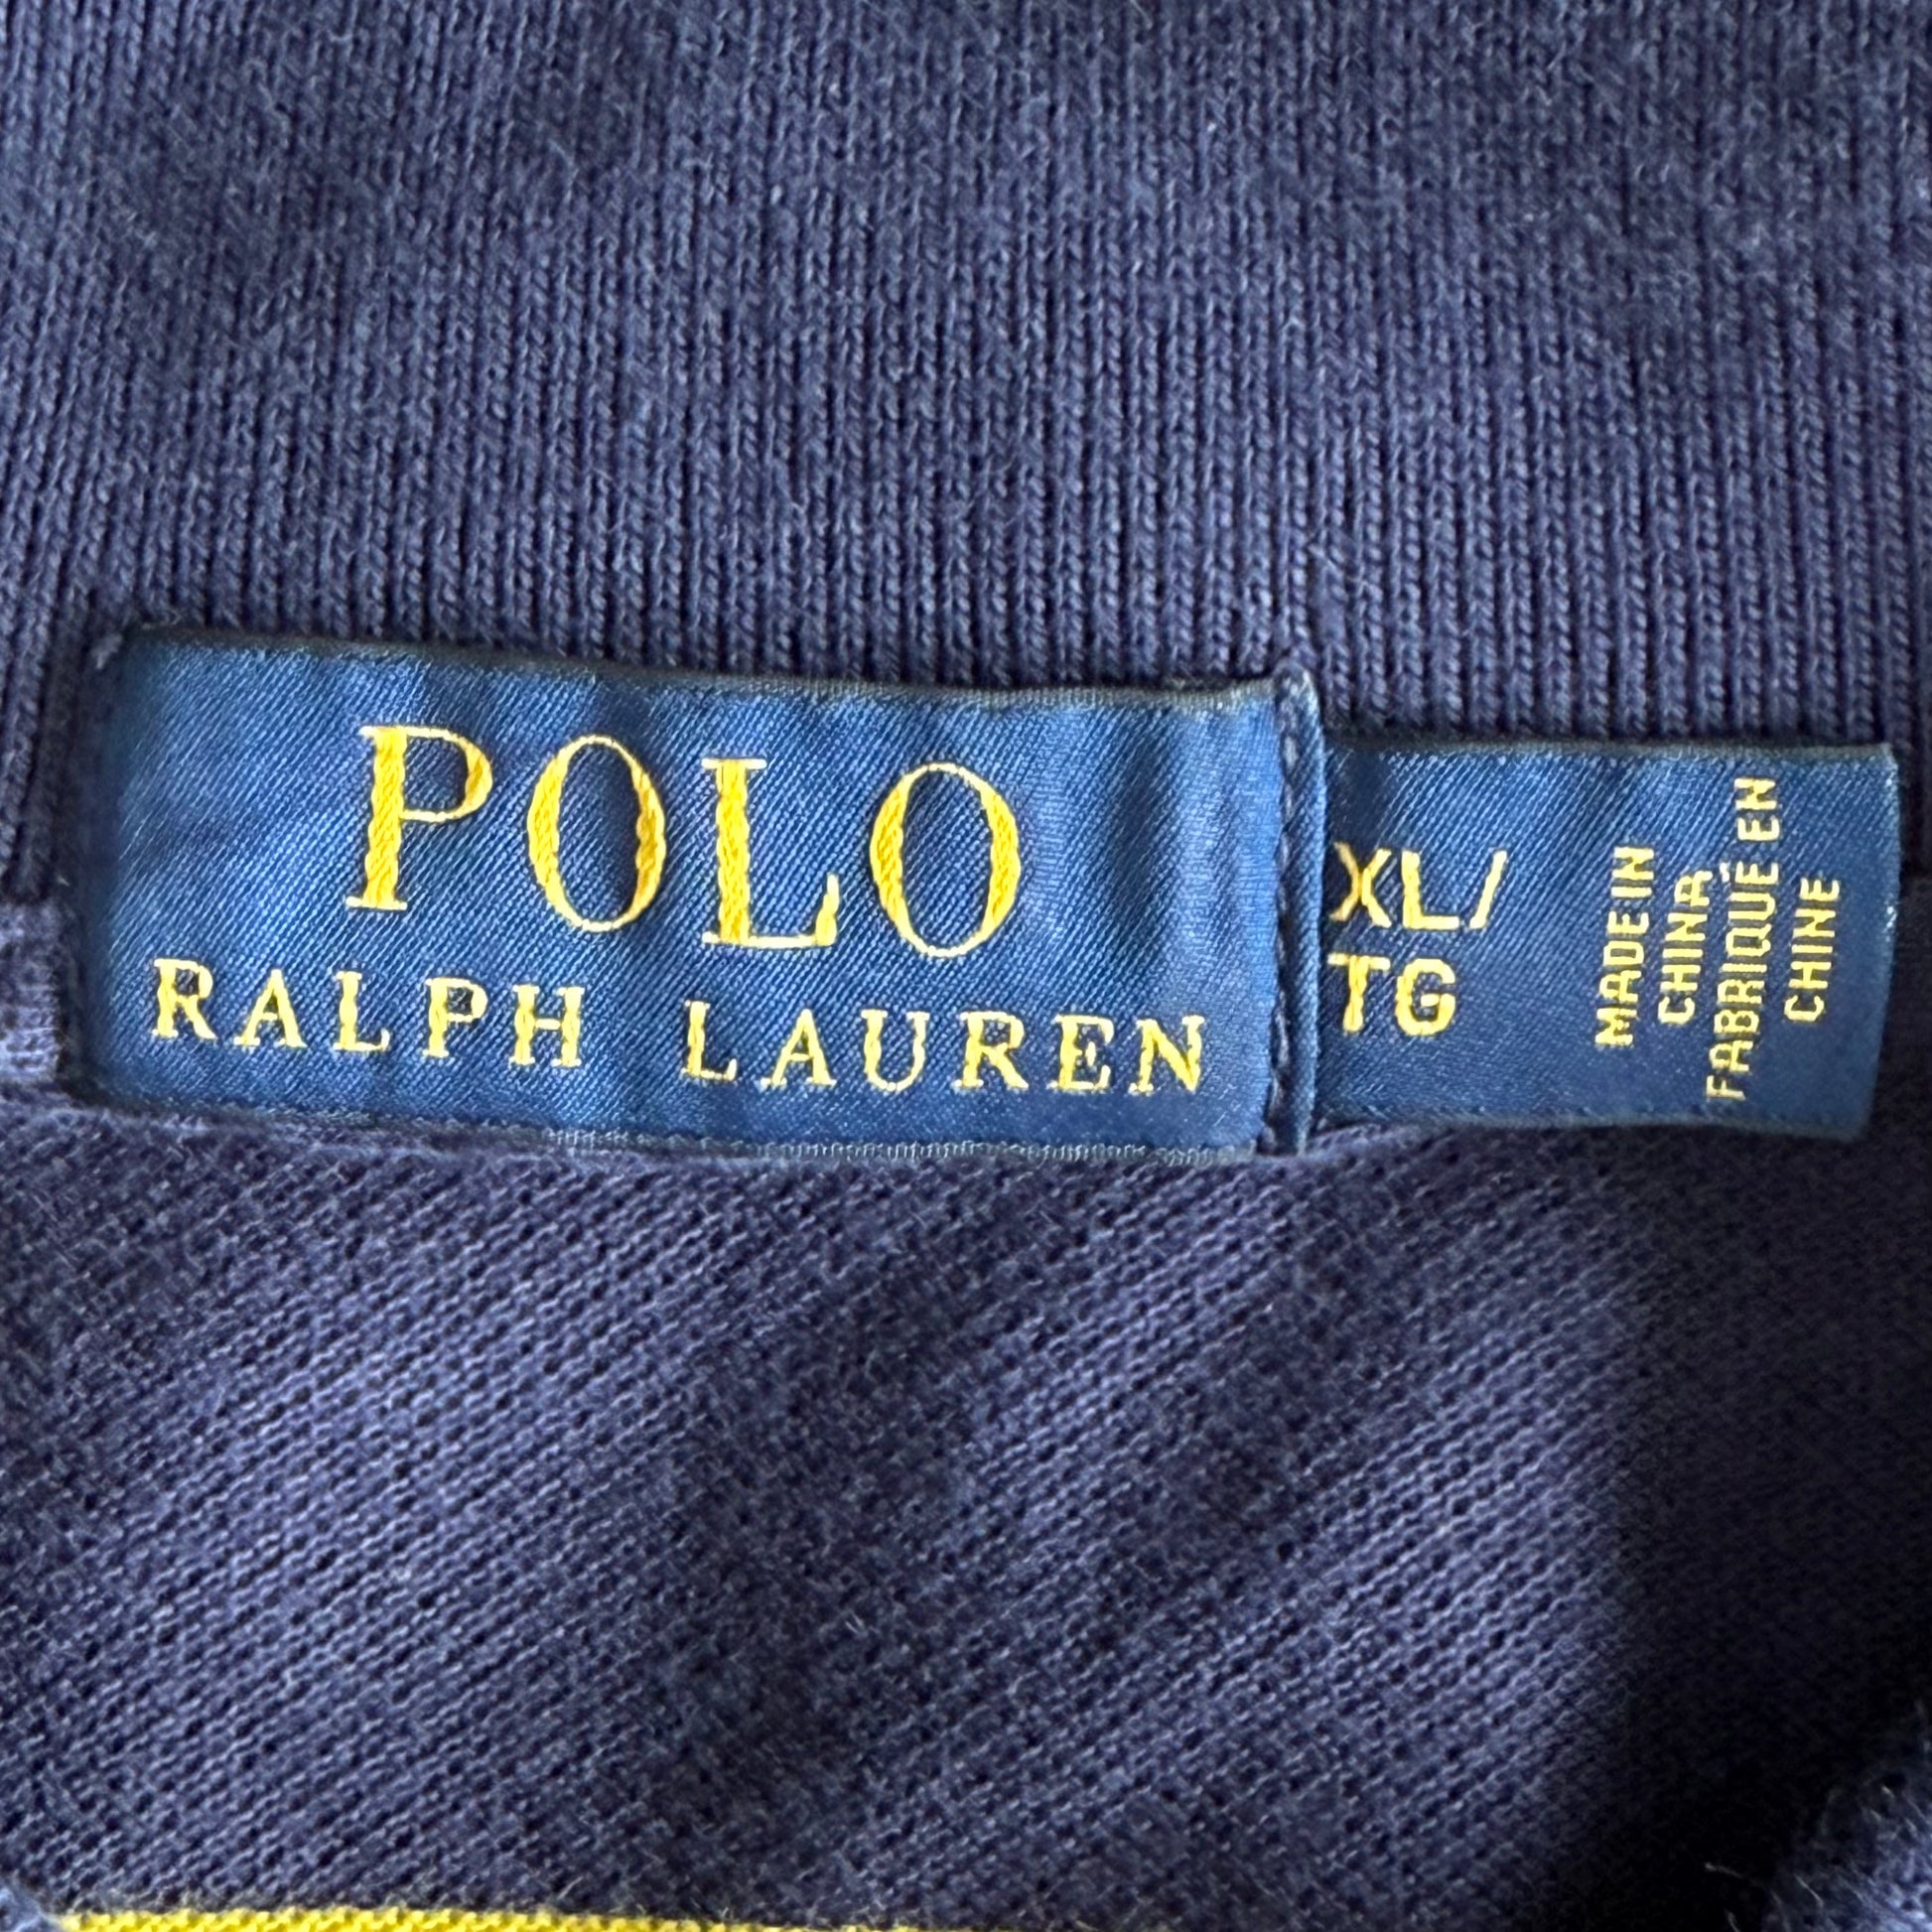 POLO
RALPH LAUREN
XL/
TG
MADE IN
CHINA
FABRIQUÉ EN
CHINE